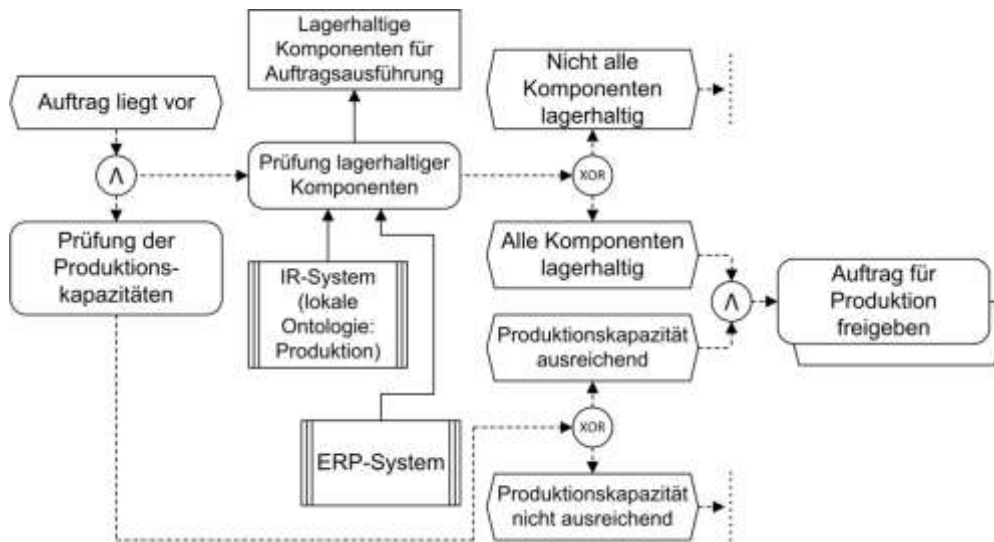 Lagerhaltige
Komponenten für
Auftragsausführung
Nicht alle
Komponenten
lagerhaltig
Auftrag liegt vor
Λ
Prüfung lagerhaltiger
Komponenten
XOR
Prüfung der
Produktions-
kapazitäten
Alle Komponenten
lagerhaltig
IR-System
(lokale
Ontologie:
Produktion)
Λ
Auftrag für
Produktion
freigeben
Produktionskapazität
ausreichend
XOR
ERP-System
Produktionskapazität
nicht ausreichend